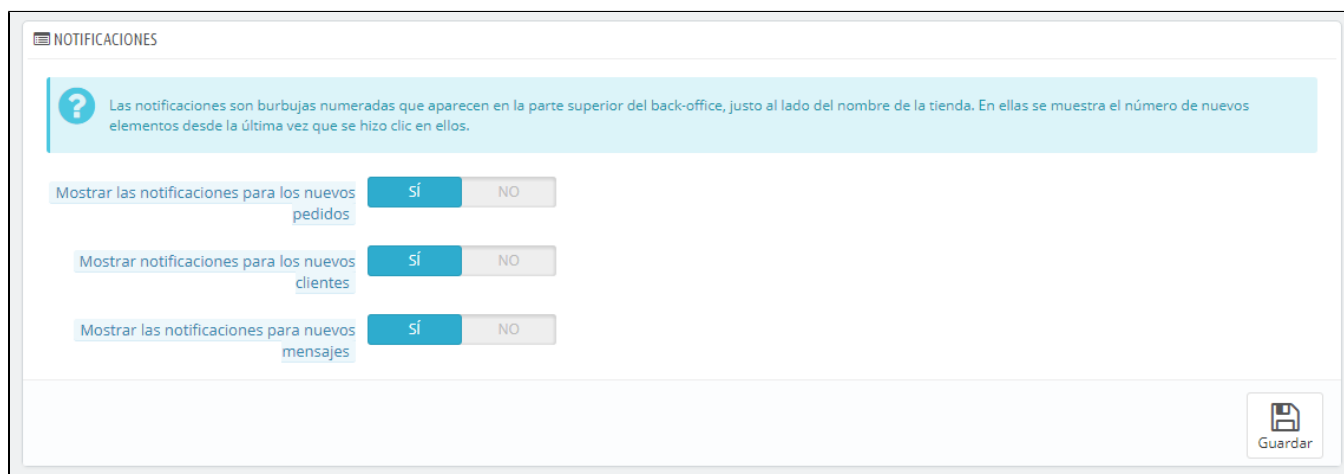 NOTIFICACIONES
Las notificaciones son burbujas numeradas que aparecen en la parte superior del back-office, justo al lado del nombre de la tienda. En ellas se muestra el número de nuevos
elementos desde la última vez que se hizo clic en ellos.
Mostrar las notificaciones para los nuevos
pedidos
SÍ NO
Mostrar notificaciones para los nuevos
clientes
SÍ NO
Mostrar las notificaciones para nuevos
mensajes
SÍ NO
Guardar